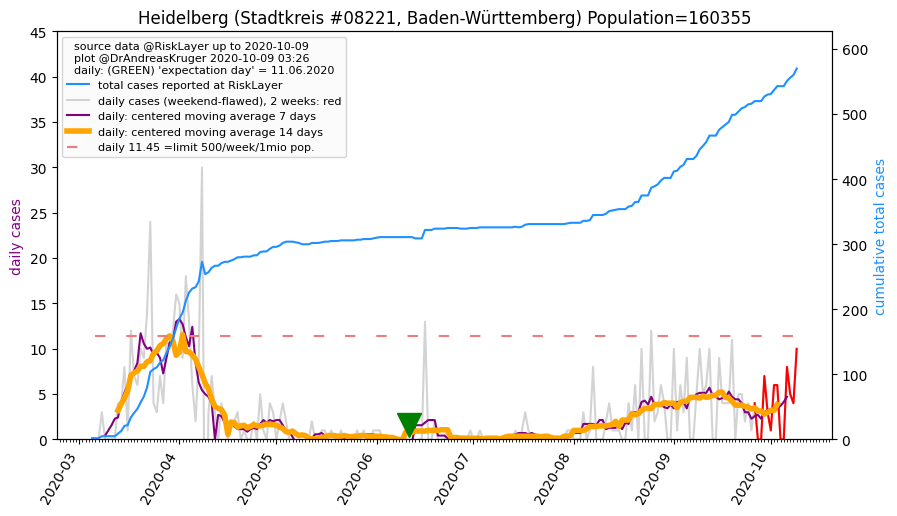 Heidelberg (Stadtkreis #08221, Baden-Württemberg) Population=160355
source data @RiskLayer up to 2020-10-09
plot @DrAndreasKruger 2020-10-09 03:26
daily: (GREEN) 'expectation day' = 11.06.2020
total cases reported at RiskLayer
daily cases (weekend-flawed), 2 weeks: red
daily: centered moving average 7 days
daily: centered moving average 14 days
daily 11.45 =limit 500/week/1mio pop.
daily cases
45
40
35
30
25
20
15
10
5
0
600
500
400
300
200
100
0
cumulative total cases
2020-03
2020-04
2020-05
2020-06
2020-07
2020-08
2020-09
2020-10